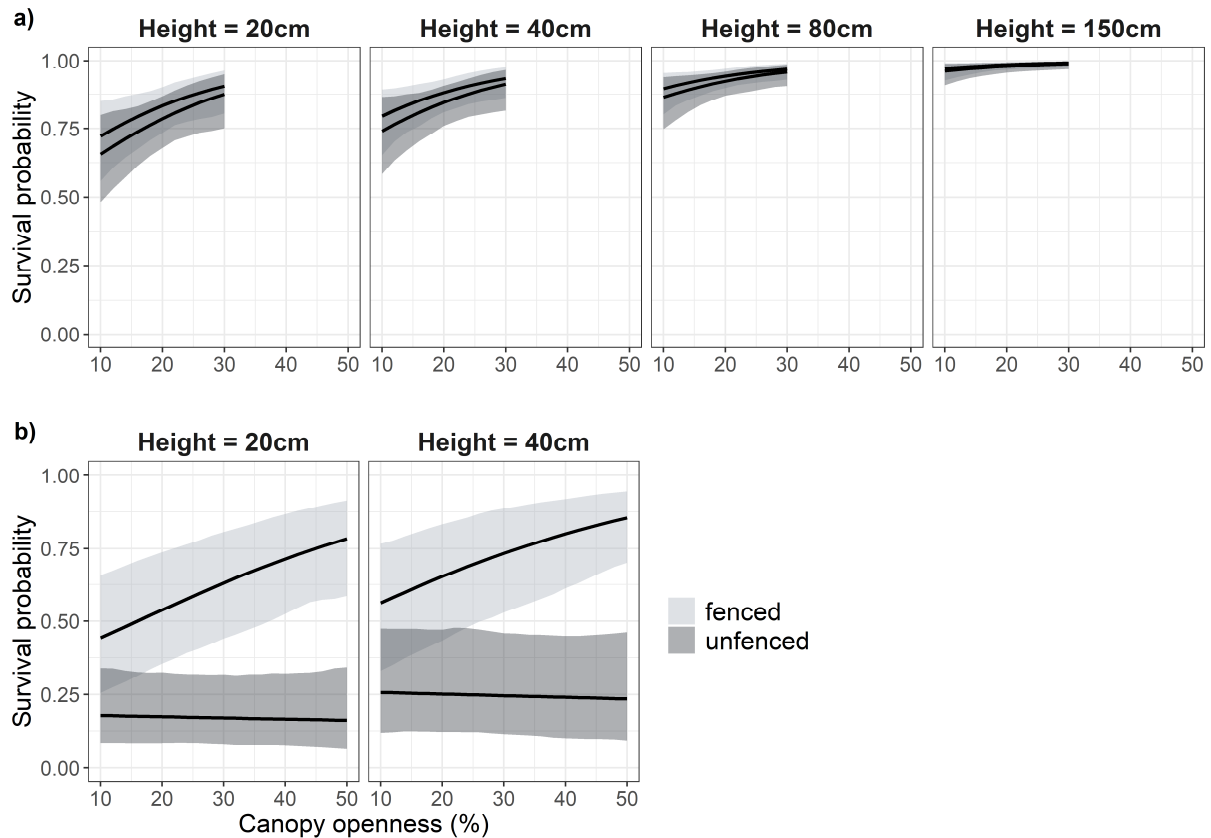 a)
Height = 20cm Height = 40cm Height = 80cm Height = 150cm
Survival probability
1.00
0.75
0.50
0.25
0.00
10 20 30 40 50 10 20 30 40 50 10 20 30 40 50 10 20 30 40 50
b)
Height = 20cm Height = 40cm
Survival probability
1.00
0.75
0.50
0.25
0.00
10 20 30 40 50 10 20 30 40 50
Canopy openness (%)
fenced
unfenced